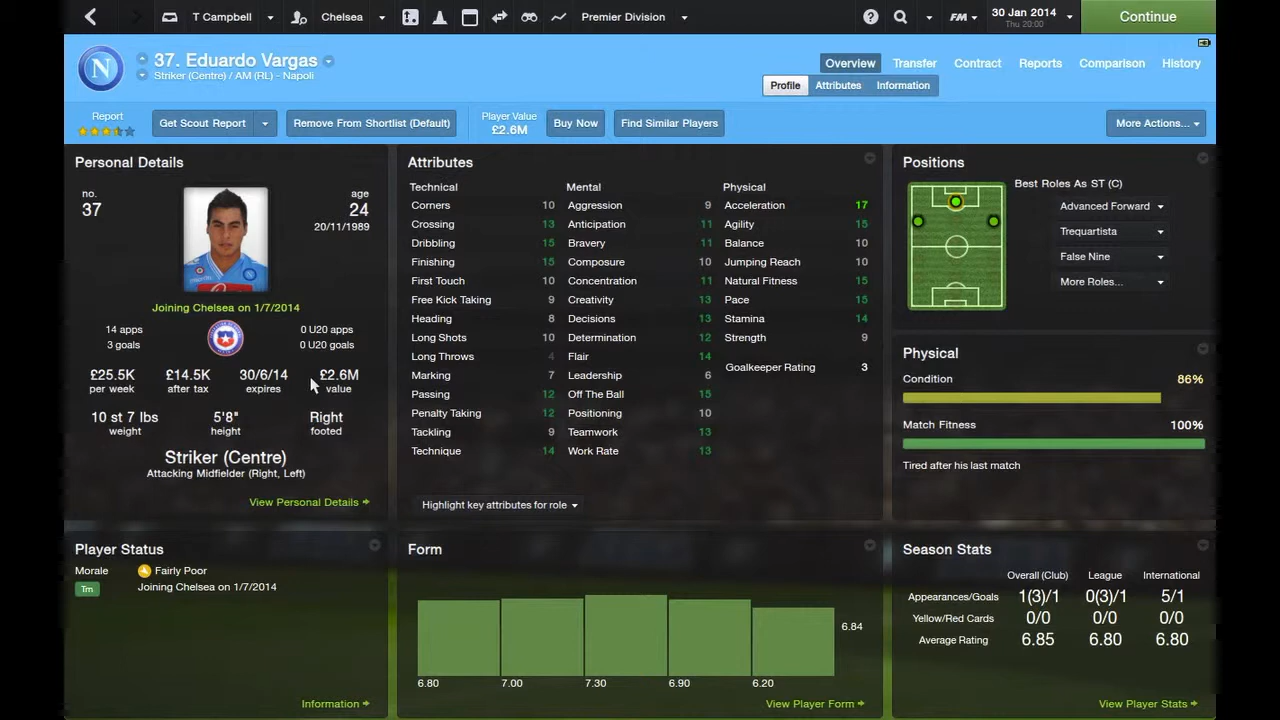 T Campbell
Chelsea
Premier Division
FM
30 Jan 2014
Thu 20:00
Continue
N
37. Eduardo Vargas
Striker (Centre) / AM (RL) - Napoli
Overview Transfer Contract Reports Comparison History
Profile Attributes Information
Report
Get Scout Report
Remove From Shortlist (Default)
Player Value
£2.6M
Buy Now
Find Similar Players
More Actions...
Personal Details
no.
37
age
24
20/11/1989
Joining Chelsea on 1/7/2014
14 apps
3 goals
0 U20 apps
0 U20 goals
£25.5K
per week
£14.5K
after tax
30/6/14
expires
£2.6M
value
10 st 7 lbs
weight
5'8"
height
Right
footed
Striker (Centre)
Attacking Midfielder (Right, Left)
View Personal Details
Attributes
Technical Mental Physical
Corners 10 Aggression 9 Acceleration 17
Crossing 13 Anticipation 11 Agility 15
Dribbling 15 Bravery 11 Balance 10
Finishing 15 Composure 10 Jumping Reach 10
First Touch 10 Concentration 11 Natural Fitness 15
Free Kick Taking 9 Creativity 13 Pace 15
Heading 8 Decisions 13 Stamina 14
Long Shots 10 Determination 12 Strength 9
Long Throws 4 Flair 14 Goalkeeper Rating 3
Marking 7 Leadership 6
Passing 12 Off The Ball 15
Penalty Taking 12 Positioning 10
Tackling 9 Teamwork 13
Technique 14 Work Rate 13
Highlight key attributes for role
Positions
Best Roles As ST (C)
Advanced Forward
Trequartista
False Nine
More Roles...
Physical
Condition 86%
Match Fitness 100%
Tired after his last match
Player Status
Morale Fairly Poor
Trn Joining Chelsea on 1/7/2014
Information
Form
6.84
6.80 7.00 7.30 6.90 6.20
View Player Form
Season Stats
Overall (Club) League International
Appearances/Goals 1(3)/1 0(3)/1 5/1
Yellow/Red Cards 0/0 0/0 0/0
Average Rating 6.85 6.80 6.80
View Player Stats